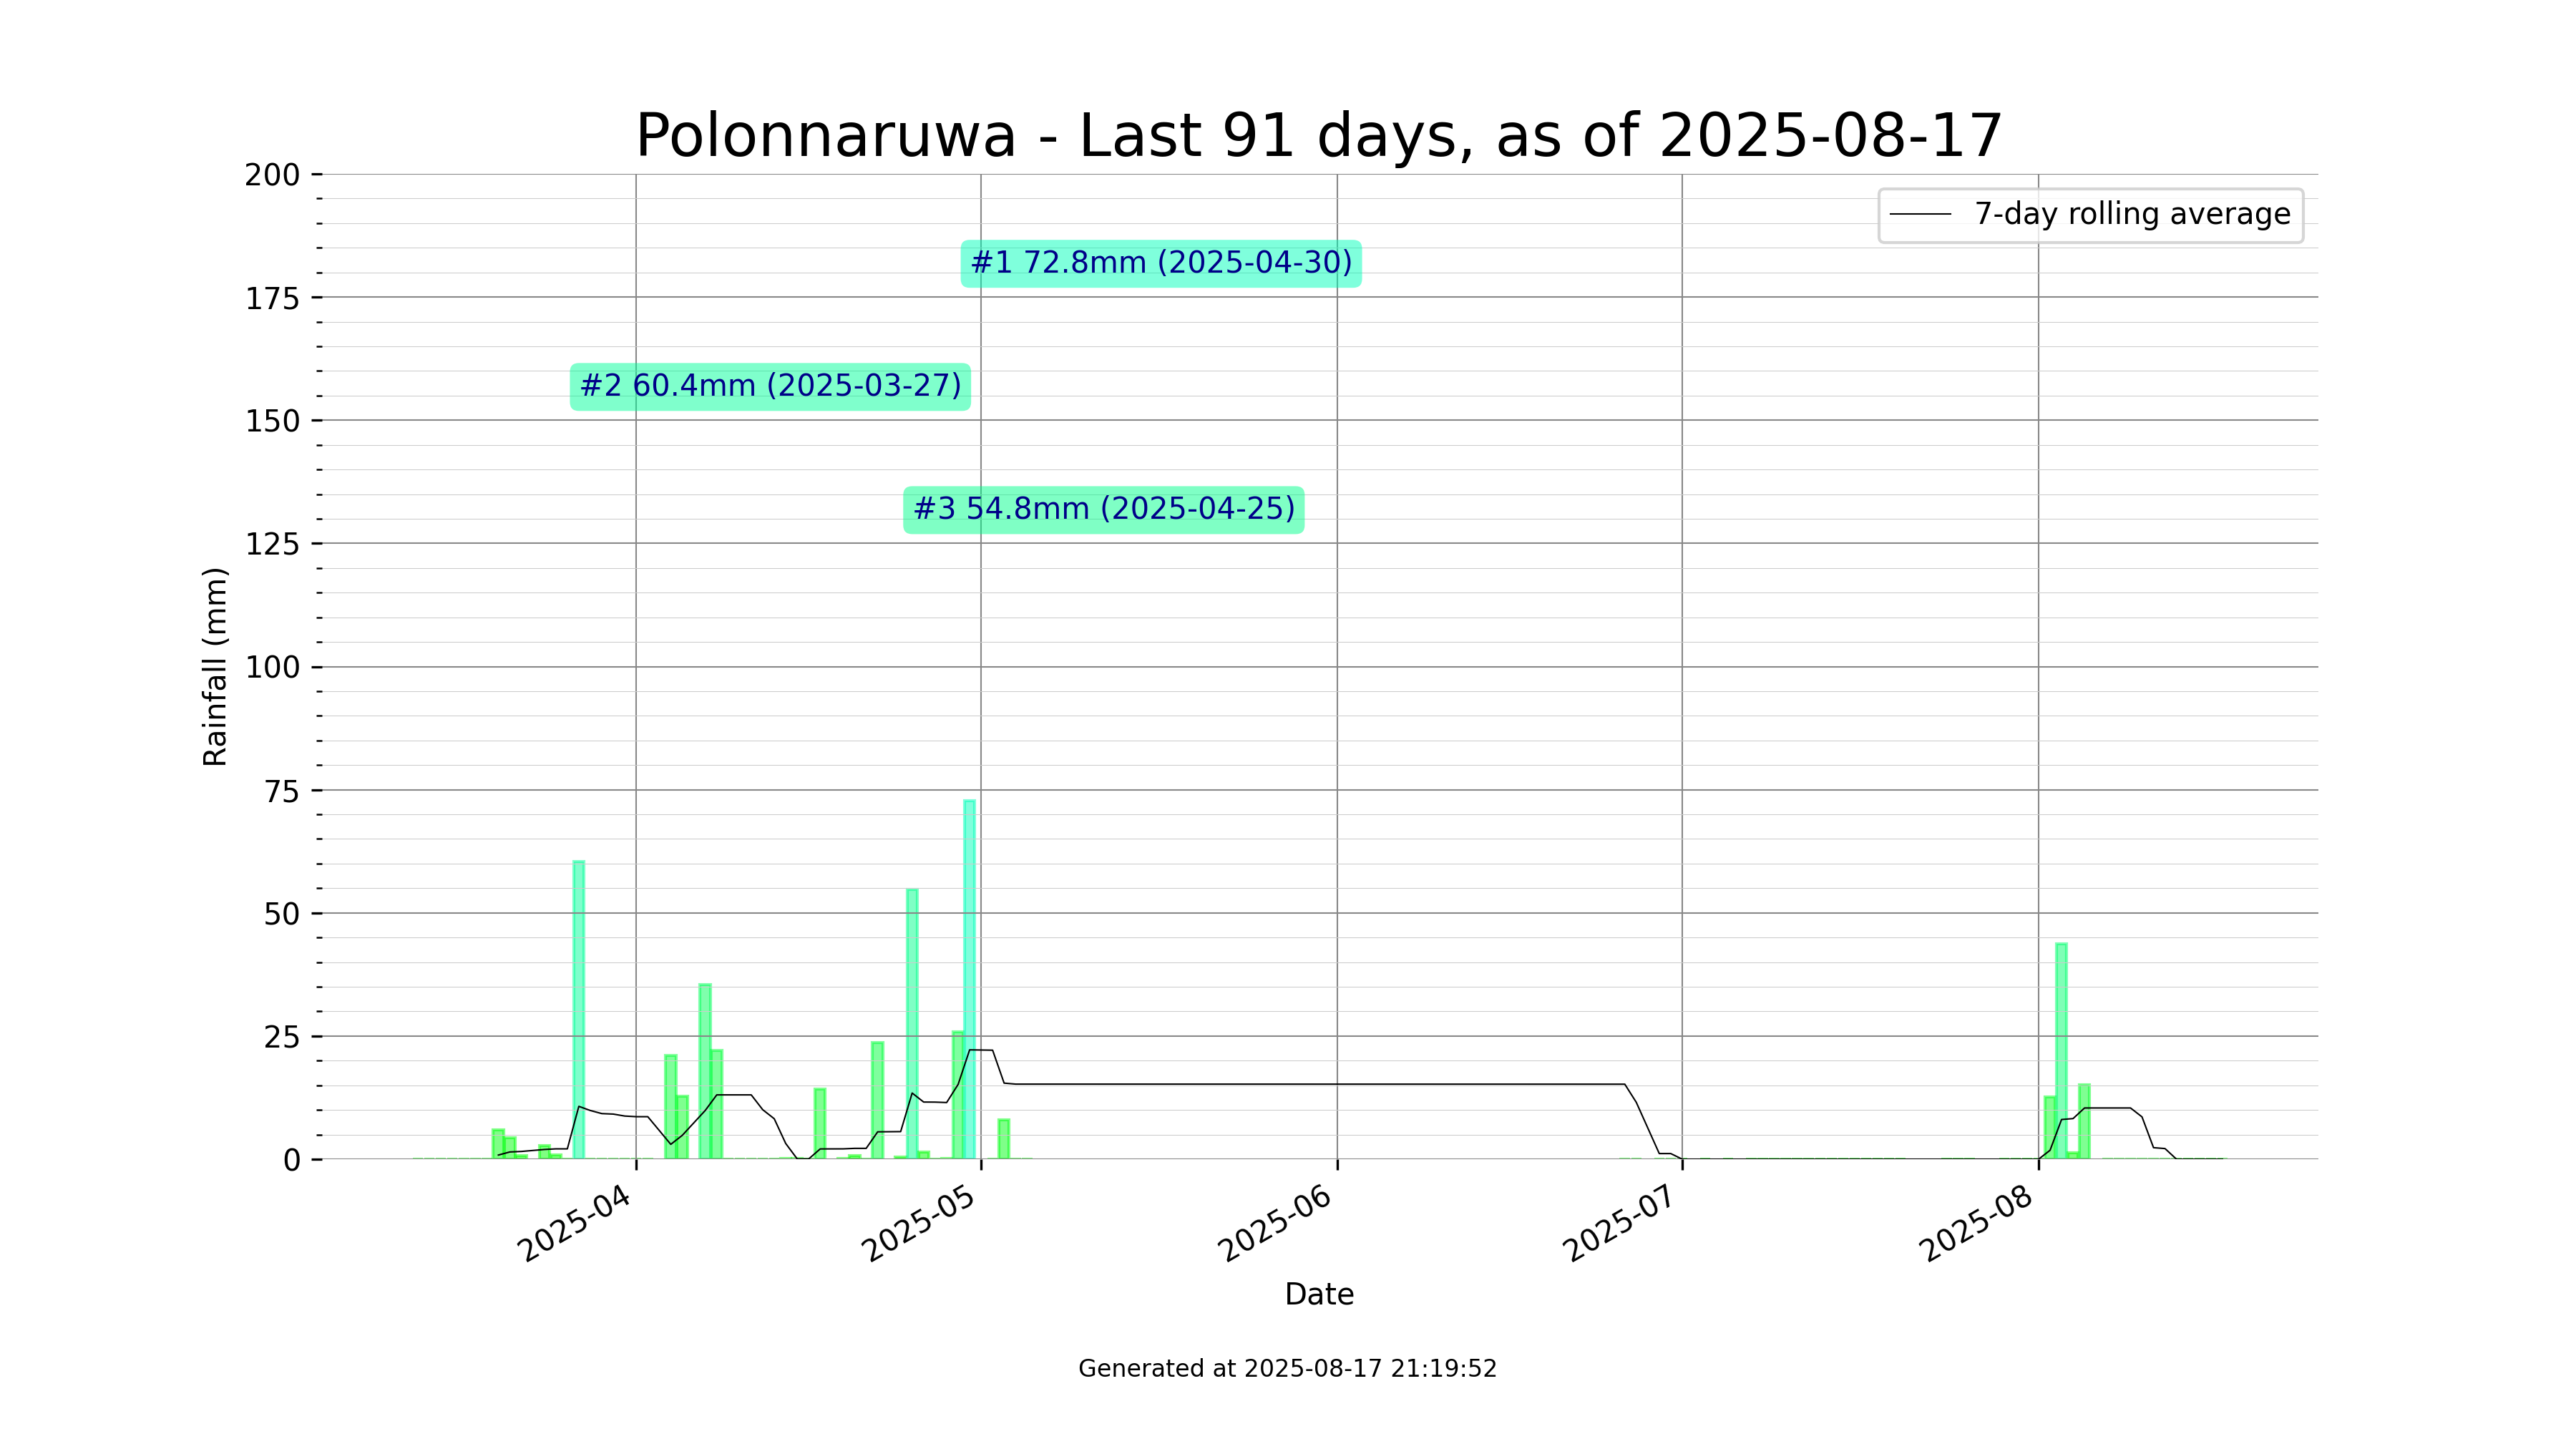 Polonnaruwa - Last 91 days, as of 2025-08-17
200
175
150
125
100
75
50
25
0
Rainfall (mm)
7-day rolling average
#1 72.8mm (2025-04-30)
#2 60.4mm (2025-03-27)
#3 54.8mm (2025-04-25)
2025-04
2025-05
2025-06
2025-07
2025-08
Date
Generated at 2025-08-17 21:19:52